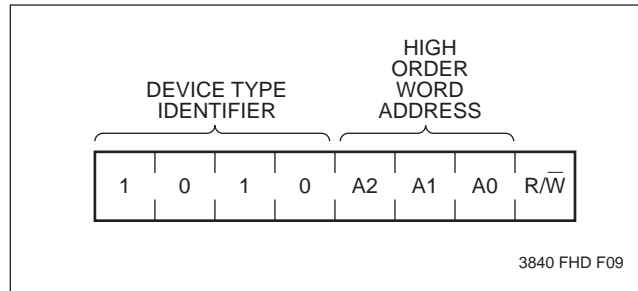 HIGH
ORDER
WORD
ADDRESS
DEVICE TYPE
IDENTIFIER
1 0 1 0 A2 A1 A0 R/W̅
3840 FHD F09